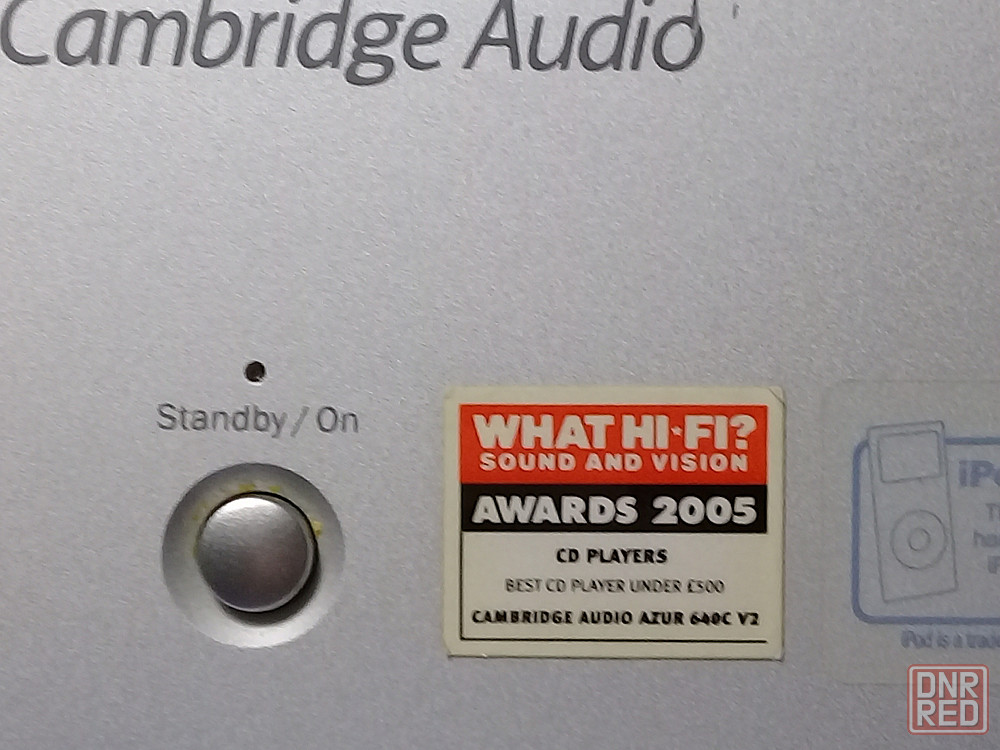 Cambridge Audio
Standby / On
WHAT HI·FI?
SOUND AND VISION
AWARDS 2005
CD PLAYERS
BEST CD PLAYER UNDER £500
CAMBRIDGE AUDIO AZUR 640C V2
iPod is a
DNR
RED